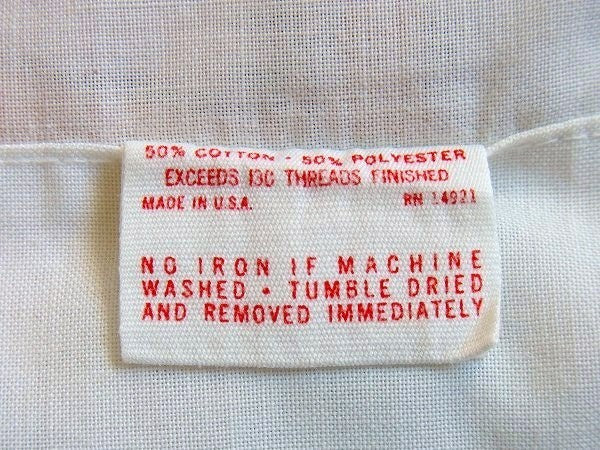 50% COTTON - 50% POLYESTER
EXCEEDS 130 THREADS FINISHED
MADE IN U.S.A. RN 14921
NO IRON IF MACHINE
WASHED • TUMBLE DRIED
AND REMOVED IMMEDIATELY